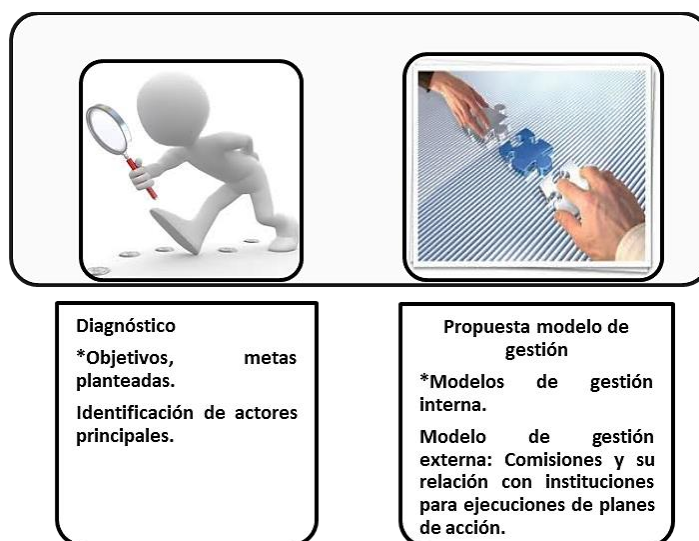 Diagnóstico
*Objetivos, metas
planteadas.
Identificación de actores
principales.
Propuesta modelo de
gestión
*Modelos de gestión
interna.
Modelo de gestión
externa: Comisiones y su
relación con instituciones
para ejecuciones de planes
de acción.